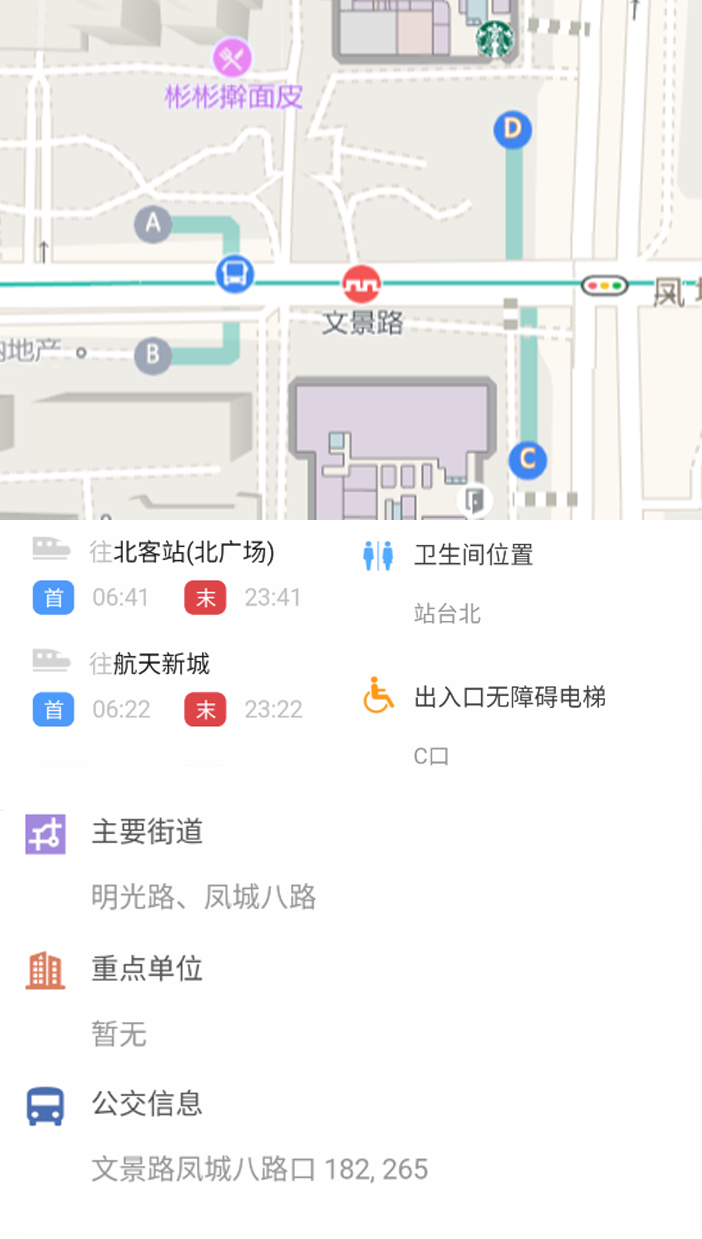 彬彬擀面皮
D
A
文景路
凤城
地产
B
C
往北客站(北广场)
首 06:41 末 23:41
往航天新城
首 06:22 末 23:22
卫生间位置
站台北
出入口无障碍电梯
C口
主要街道
明光路、凤城八路
重点单位
暂无
公交信息
文景路凤城八路口 182, 265